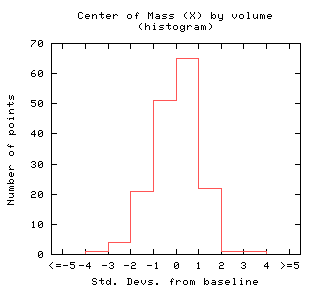 Center of Mass (X) by volume
(histogram)
70
60
50
40
30
20
10
0
Number of points
<=-5 -4 -3 -2 -1 0 1 2 3 4 >=5
Std. Devs. from baseline